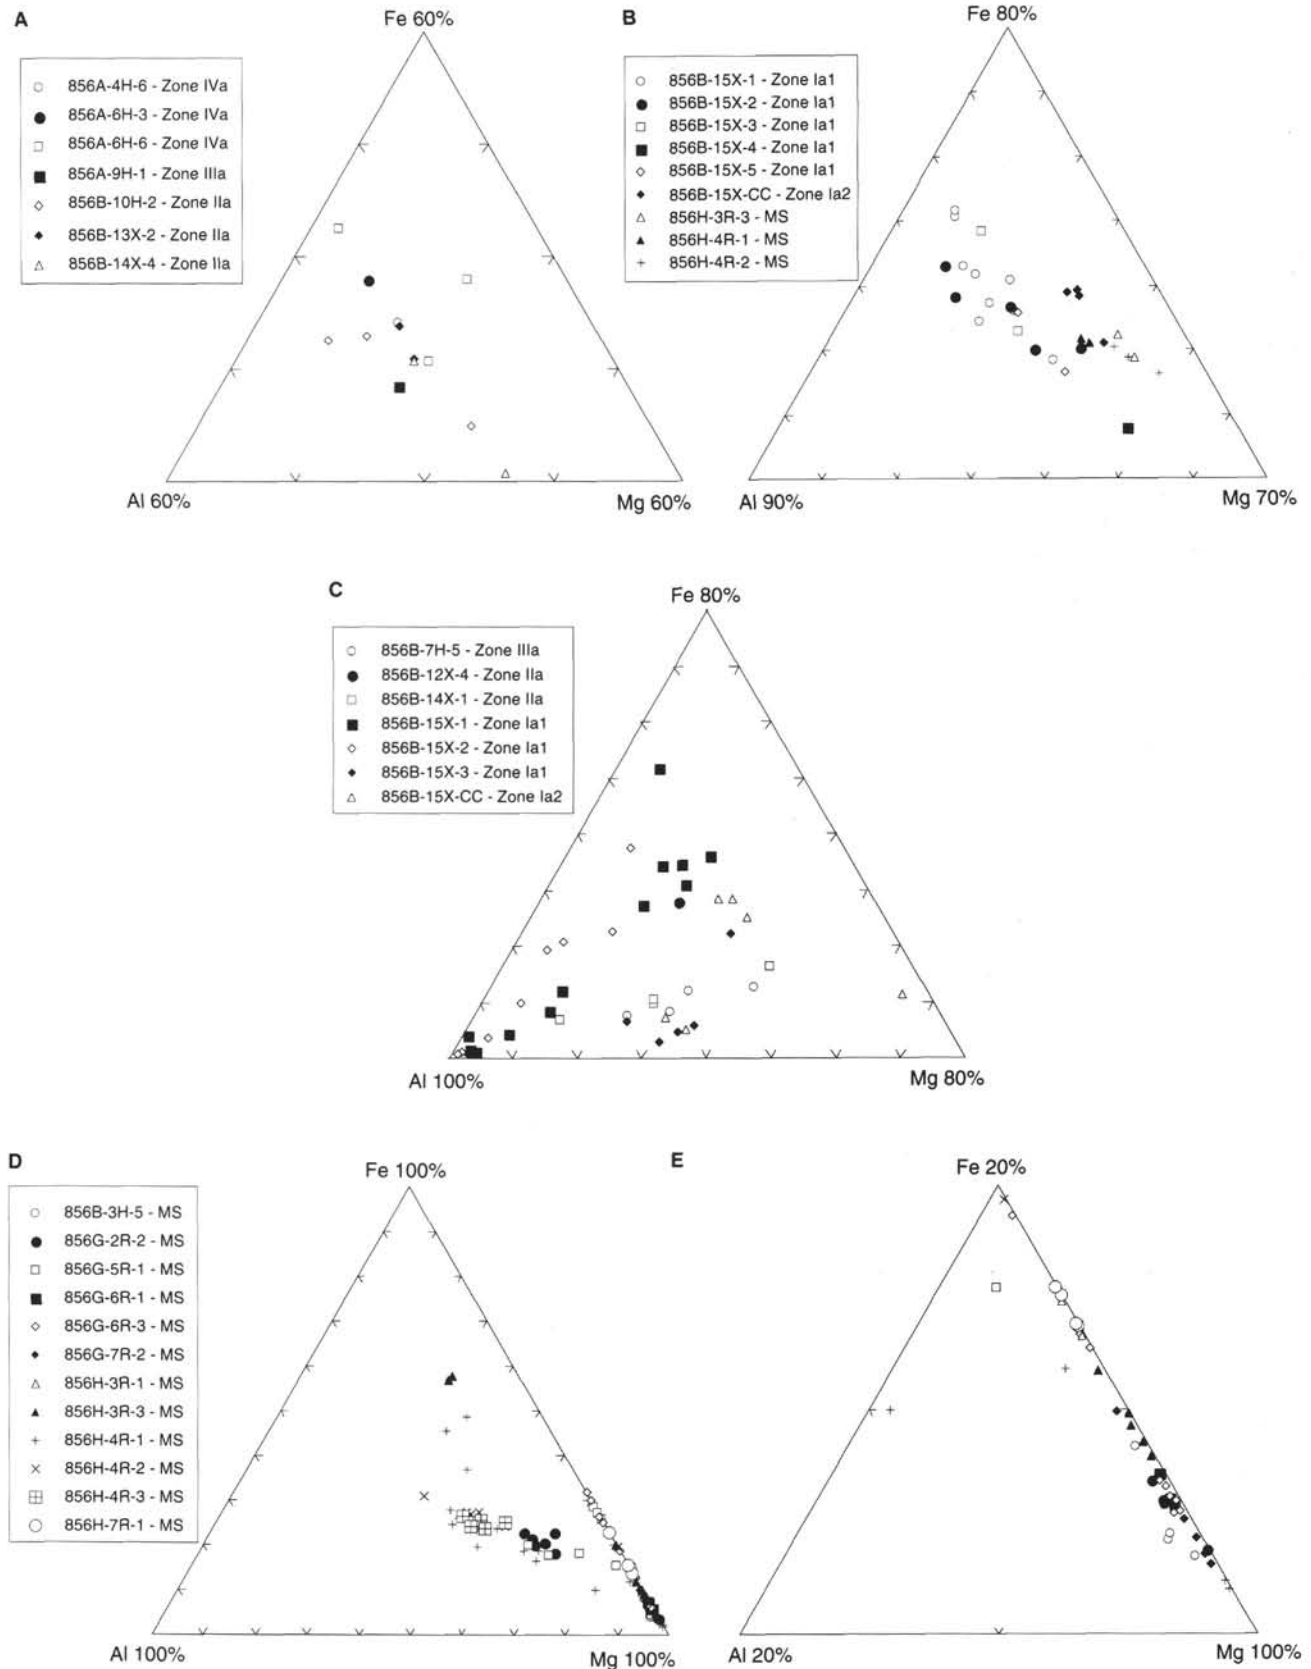 A
Fe 60%
856A-4H-6 - Zone IVa
856A-6H-3 - Zone IVa
856A-6H-6 - Zone IVa
856A-9H-1 - Zone IIIa
856B-10H-2 - Zone IIa
856B-13X-2 - Zone IIa
856B-14X-4 - Zone IIa
Al 60%
Mg 60%
B
Fe 80%
856B-15X-1 - Zone Ia1
856B-15X-2 - Zone Ia1
856B-15X-3 - Zone Ia1
856B-15X-4 - Zone Ia1
856B-15X-5 - Zone Ia1
856B-15X-CC - Zone Ia2
856H-3R-3 - MS
856H-4R-1 - MS
856H-4R-2 - MS
Al 90%
Mg 70%
C
Fe 80%
856B-7H-5 - Zone IIIa
856B-12X-4 - Zone IIa
856B-14X-1 - Zone IIa
856B-15X-1 - Zone Ia1
856B-15X-2 - Zone Ia1
856B-15X-3 - Zone Ia1
856B-15X-CC - Zone Ia2
Al 100%
Mg 80%
D
Fe 100%
856B-3H-5 - MS
856G-2R-2 - MS
856G-5R-1 - MS
856G-6R-1 - MS
856G-6R-3 - MS
856G-7R-2 - MS
856H-3R-1 - MS
856H-3R-3 - MS
856H-4R-1 - MS
856H-4R-2 - MS
856H-4R-3 - MS
856H-7R-1 - MS
Al 100%
Mg 100%
E
Fe 20%
Al 20%
Mg 100%